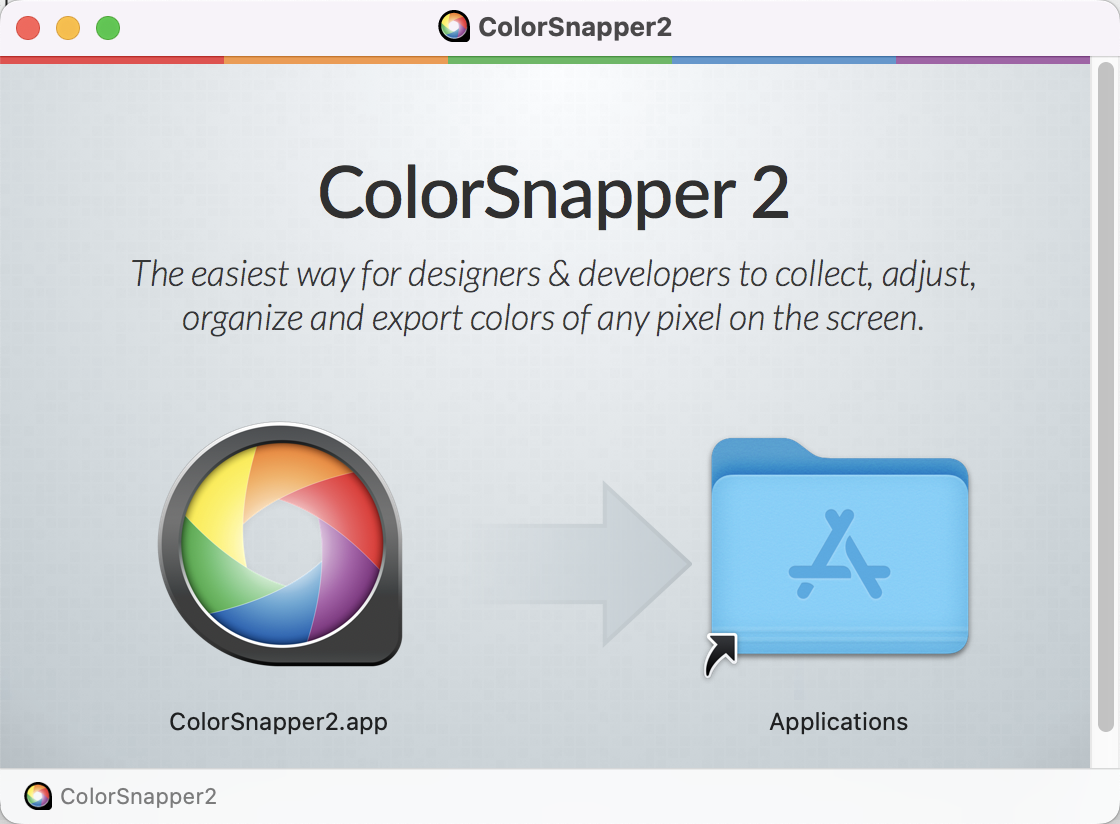 ColorSnapper2
ColorSnapper 2
The easiest way for designers & developers to collect, adjust,
organize and export colors of any pixel on the screen.
ColorSnapper2.app
Applications
ColorSnapper2